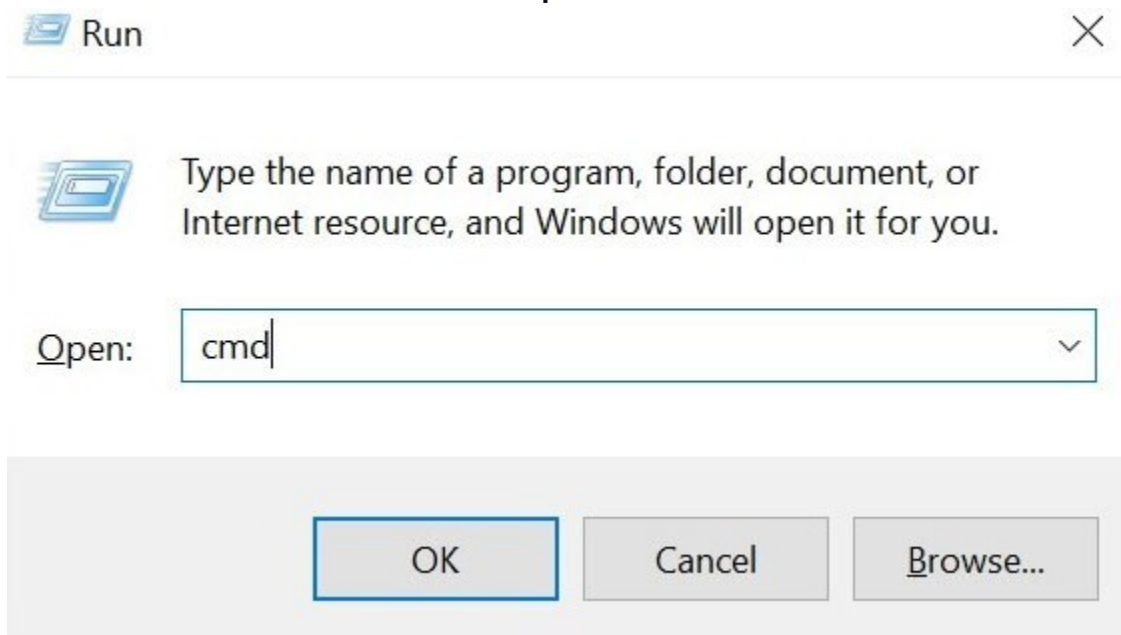 Run
Type the name of a program, folder, document, or
Internet resource, and Windows will open it for you.
Open:
cmd
OK
Cancel
Browse...